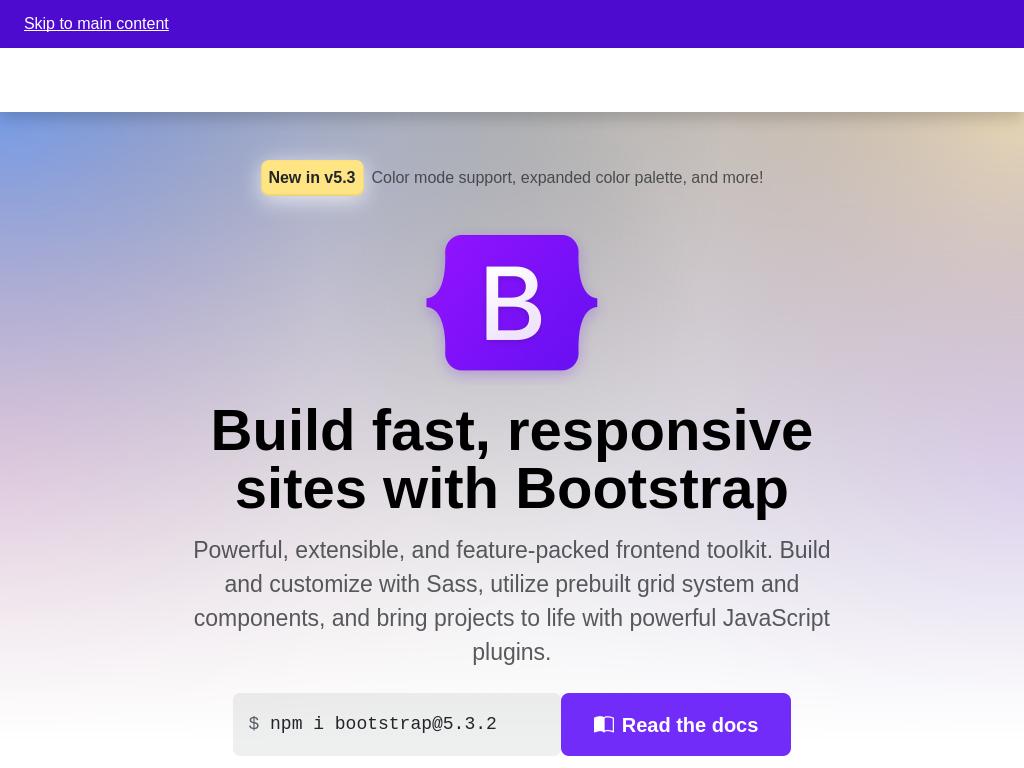 Skip to main content
New in v5.3 Color mode support, expanded color palette, and more!
B
Build fast, responsive
sites with Bootstrap
Powerful, extensible, and feature-packed frontend toolkit. Build
and customize with Sass, utilize prebuilt grid system and
components, and bring projects to life with powerful JavaScript
plugins.
$ npm i bootstrap@5.3.2
Read the docs